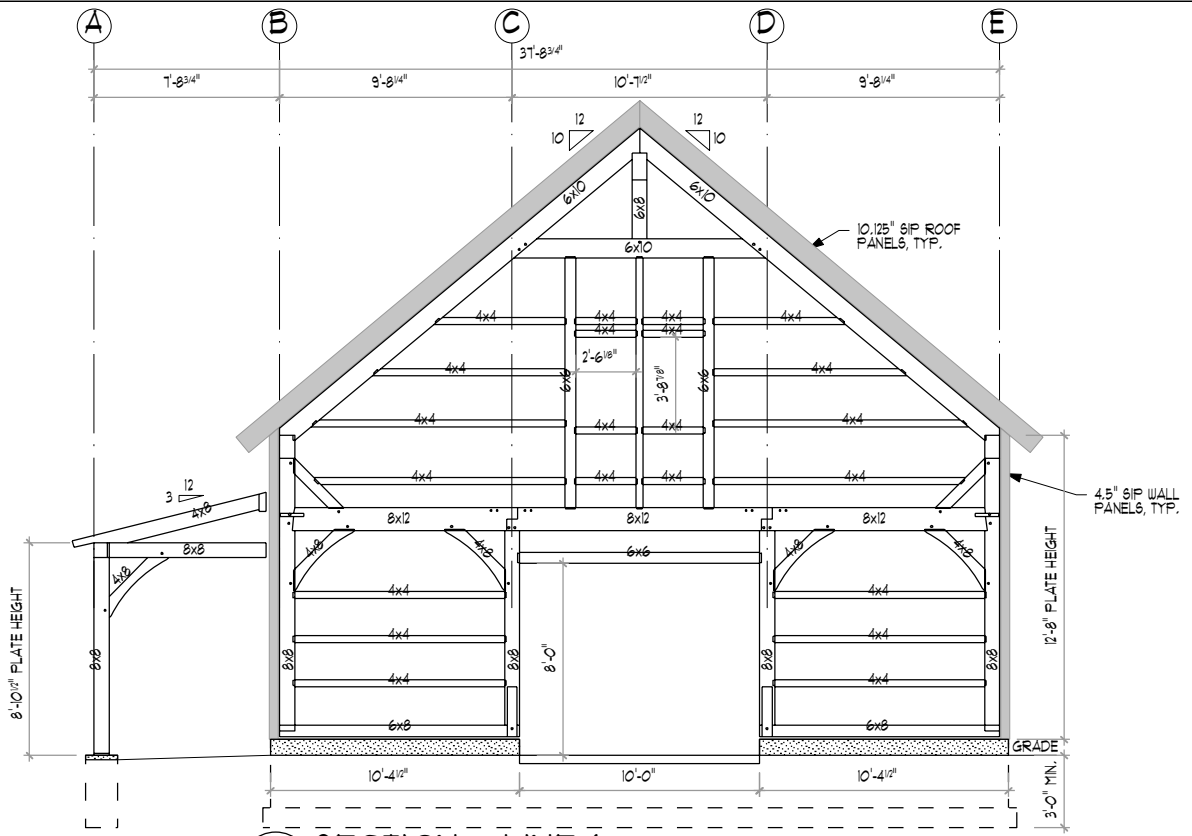 A B C D E
37'-8 3/4"
7'-8 3/4" 9'-8 1/4" 10'-7 1/2" 9'-8 1/4"
12 12
10 10
6x10 6x10
6x8
10.125" SIP ROOF
PANELS, TYP.
6x10
4x4 4x4 4x4 4x4
4x4 4x4
2'-6 1/8"
4x4 6x6 3'-8 7/8" 6x6 4x4
4x4 4x4 4x4 4x4
4x4 4x4 4x4 4x4
4.5" SIP WALL
PANELS, TYP.
12
3
4x8
8x12 8x12 8x12
8x8 4x8 4x8 6x6 4x8 4x8
4x8
4x4 4x4
12'-8" PLATE HEIGHT
8'-10 1/2" PLATE HEIGHT
4x4 4x4
8x8 8x8 8x8 8'-0" 8x8 8x8
4x4 4x4
6x8 6x8
GRADE
10'-4 1/2" 10'-0" 10'-4 1/2"
3'-0" MIN.